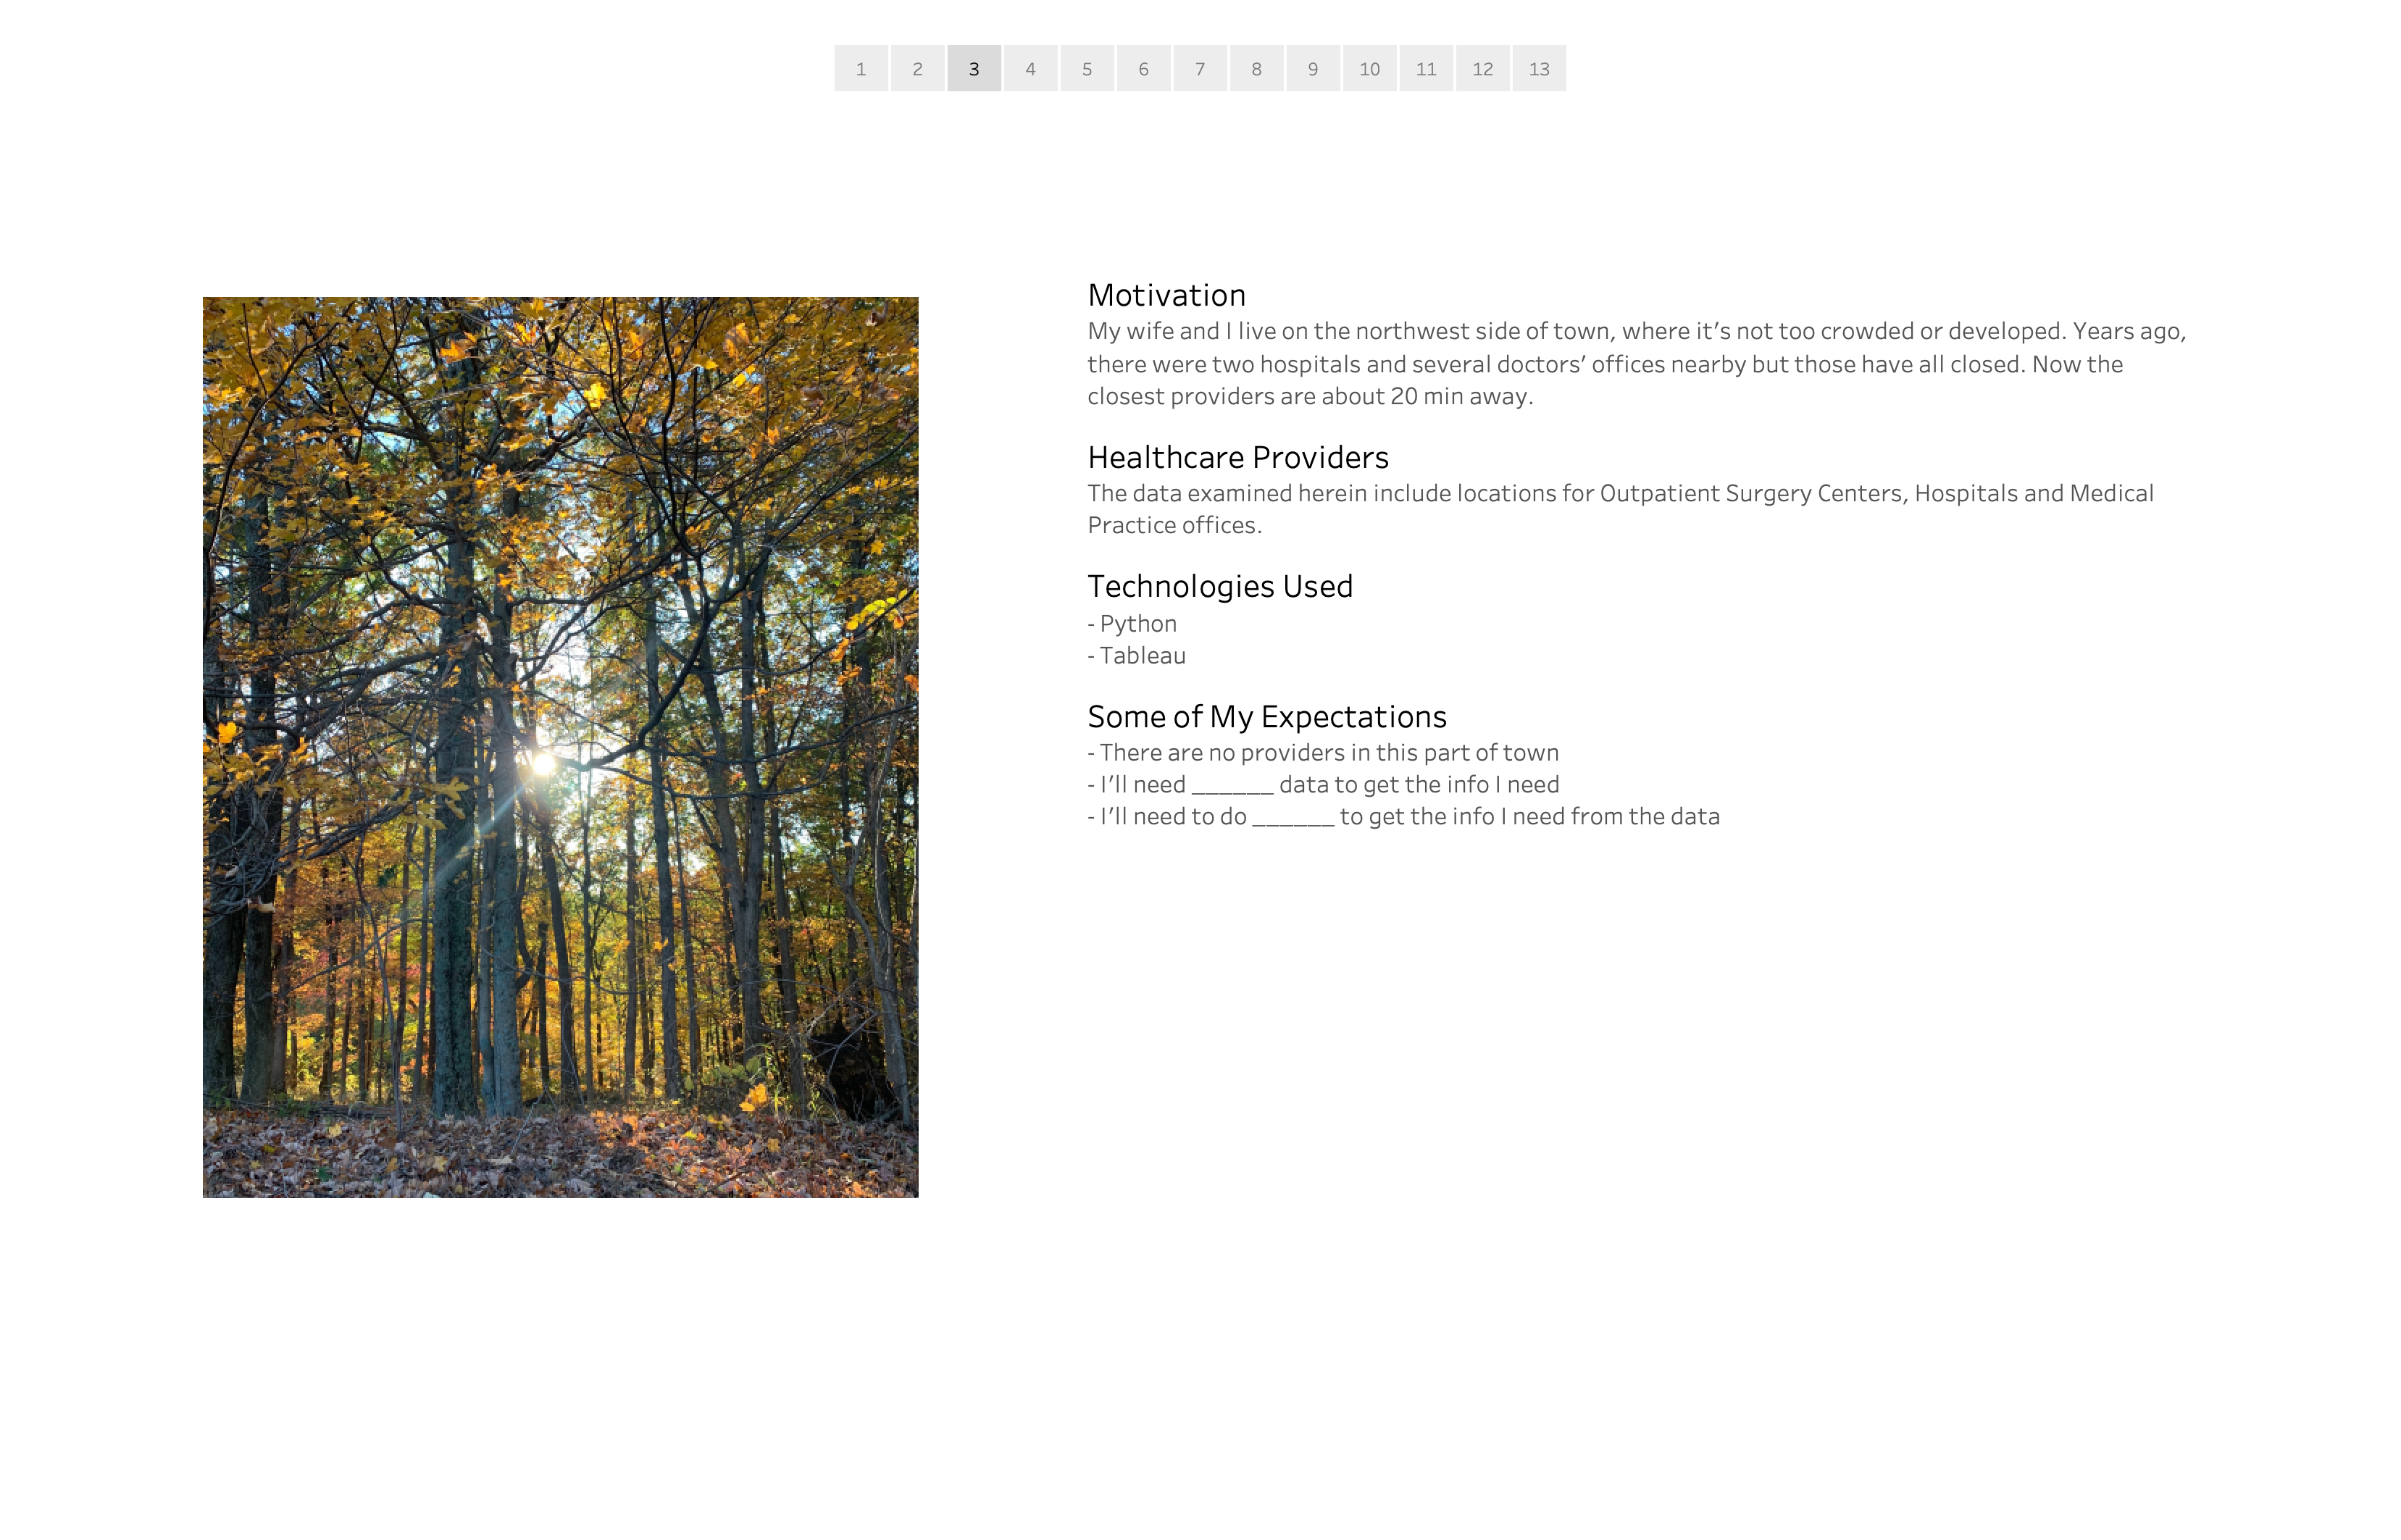 1 2 3 4 5 6 7 8 9 10 11 12 13
Motivation
My wife and I live on the northwest side of town, where it’s not too crowded or developed. Years ago,
there were two hospitals and several doctors’ offices nearby but those have all closed. Now the
closest providers are about 20 min away.
Healthcare Providers
The data examined herein include locations for Outpatient Surgery Centers, Hospitals and Medical
Practice offices.
Technologies Used
- Python
- Tableau
Some of My Expectations
- There are no providers in this part of town
- I’ll need ______ data to get the info I need
- I’ll need to do ______ to get the info I need from the data